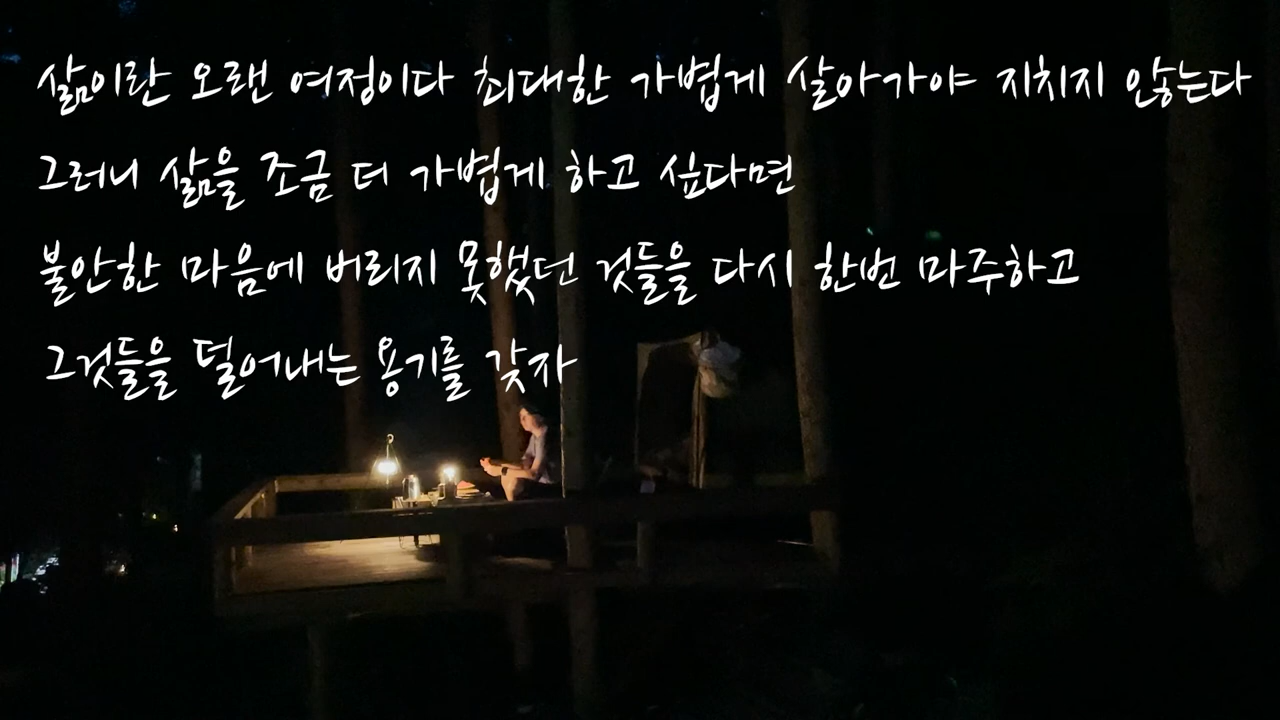 삶이란 오랜 여정이다 최대한 가볍게 살아가야 지치지 않는다
그러니 삶을 조금 더 가볍게 하고 싶다면
불안한 마음에 버리지 못했던 것들을 다시 한번 마주하고
그것들을 덜어내는 용기를 갖자